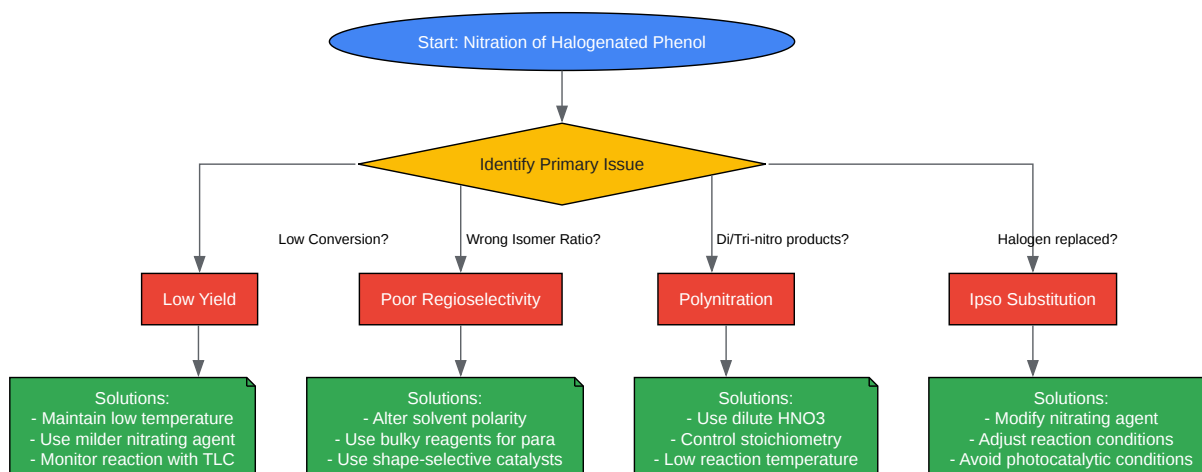 Start: Nitration of Halogenated Phenol
Identify Primary Issue
Low Conversion?
Wrong Isomer Ratio?
Di/Tri-nitro products?
Halogen replaced?
Low Yield
Poor Regioselectivity
Polynitration
Ipso Substitution
Solutions:
- Maintain low temperature
- Use milder nitrating agent
- Monitor reaction with TLC
Solutions:
- Alter solvent polarity
- Use bulky reagents for para
- Use shape-selective catalysts
Solutions:
- Use dilute HNO3
- Control stoichiometry
- Low reaction temperature
Solutions:
- Modify nitrating agent
- Adjust reaction conditions
- Avoid photocatalytic conditions